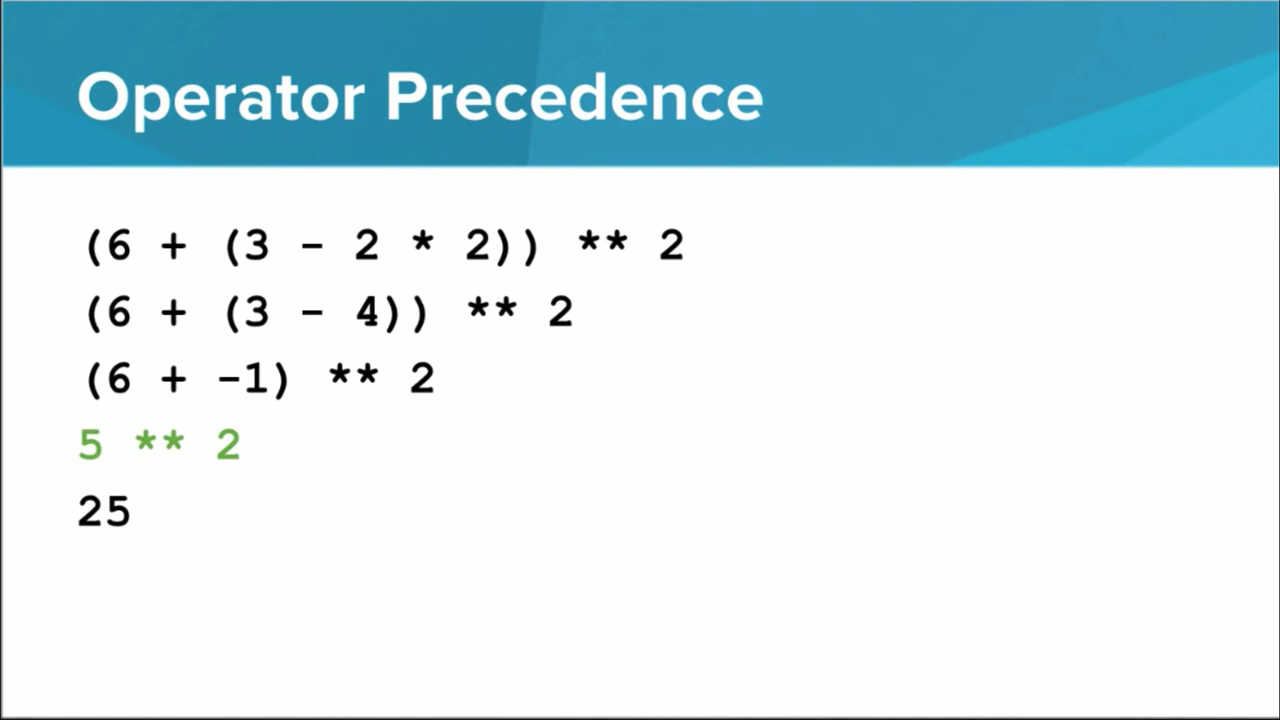 Operator Precedence
(6 + (3 - 2 * 2)) ** 2
(6 + (3 - 4)) ** 2
(6 + -1) ** 2
5 ** 2
25